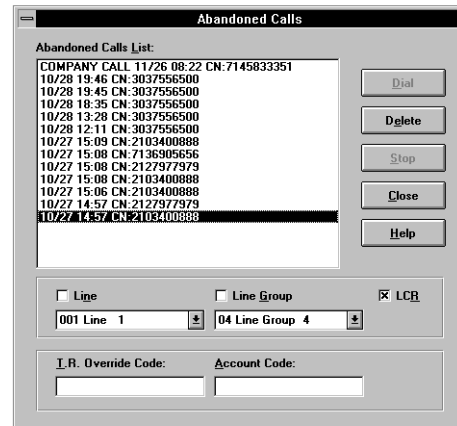 Abandoned Calls
Abandoned Calls List:
COMPANY CALL 11/26 08:22 CN:7145833351
10/28 19:46 CN:3037556500
10/28 19:45 CN:3037556500
10/28 18:35 CN:3037556500
10/28 13:28 CN:3037556500
10/28 12:11 CN:3037556500
10/27 15:09 CN:2103400888
10/27 15:08 CN:7136905656
10/27 15:08 CN:2127977979
10/27 15:08 CN:2103400888
10/27 15:06 CN:2103400888
10/27 14:57 CN:2127977979
10/27 14:57 CN:2103400888
Dial
Delete
Stop
Close
Help
Line
Line Group
LCR
001 Line 1
04 Line Group 4
T.R. Override Code:
Account Code: